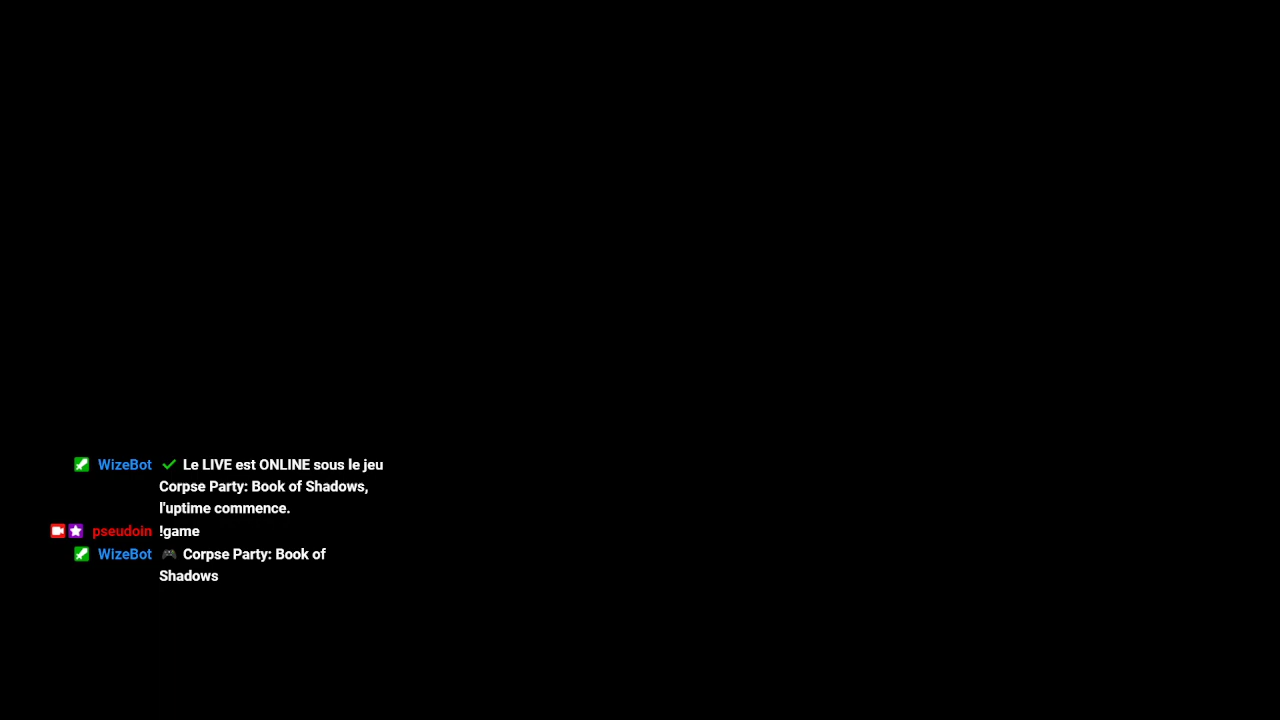 WizeBot ✓ Le LIVE est ONLINE sous le jeu
Corpse Party: Book of Shadows,
l'uptime commence.
pseudoin !game
WizeBot 🎮 Corpse Party: Book of
Shadows